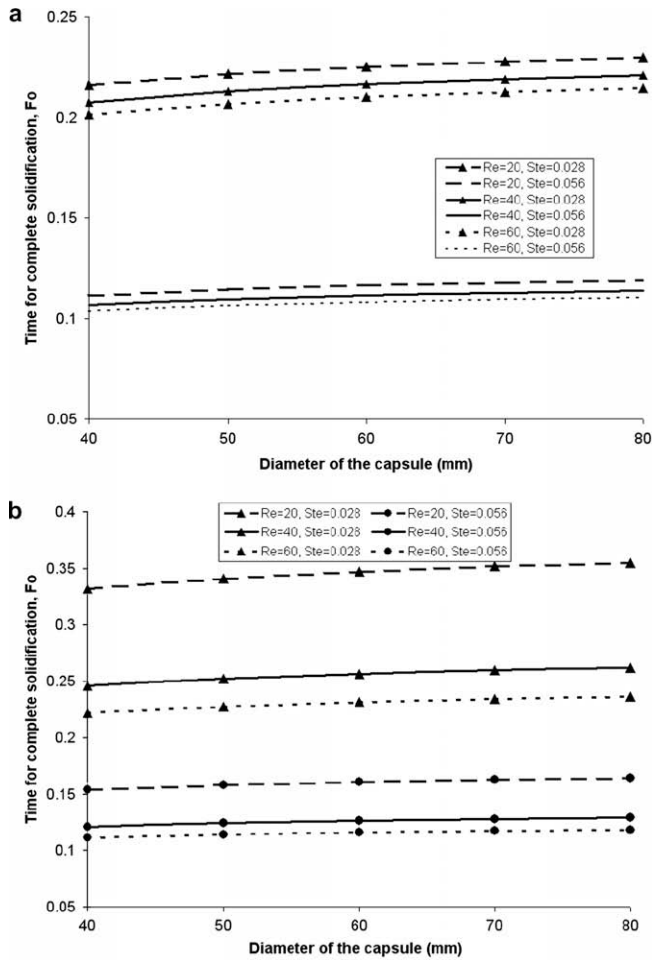 a
Time for complete solidification, Fo
0.25
0.2
0.15
0.1
0.05
Re=20, Ste=0.028
Re=20, Ste=0.056
Re=40, Ste=0.028
Re=40, Ste=0.056
Re=60, Ste=0.028
Re=60, Ste=0.056
40 50 60 70 80
Diameter of the capsule (mm)
b
Time for complete solidification, Fo
0.4
0.35
0.3
0.25
0.2
0.15
0.1
0.05
Re=20, Ste=0.028 Re=20, Ste=0.056
Re=40, Ste=0.028 Re=40, Ste=0.056
Re=60, Ste=0.028 Re=60, Ste=0.056
40 50 60 70 80
Diameter of the capsule (mm)